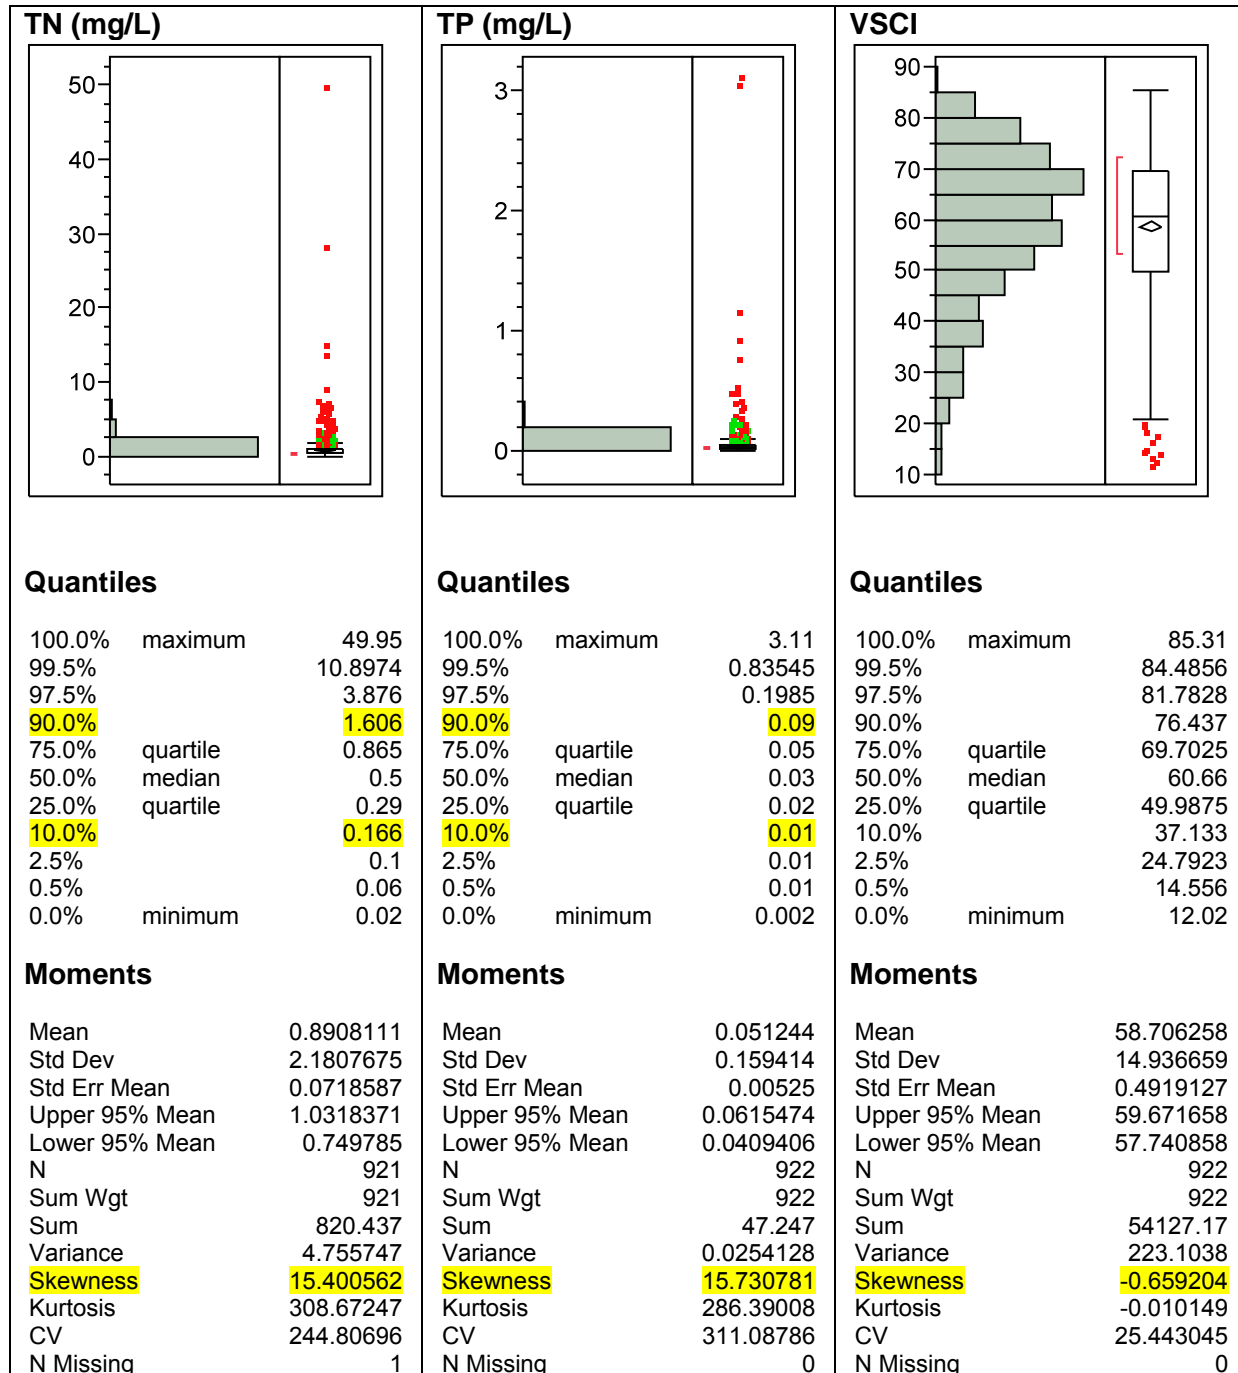 TN (mg/L)
50
40
30
20
10
0
Quantiles
100.0% maximum 49.95
99.5% 10.8974
97.5% 3.876
90.0% 1.606
75.0% quartile 0.865
50.0% median 0.5
25.0% quartile 0.29
10.0% 0.166
2.5% 0.1
0.5% 0.06
0.0% minimum 0.02
Moments
Mean 0.8908111
Std Dev 2.1807675
Std Err Mean 0.0718587
Upper 95% Mean 1.0318371
Lower 95% Mean 0.749785
N 921
Sum Wgt 921
Sum 820.437
Variance 4.755747
Skewness 15.400562
Kurtosis 308.67247
CV 244.80696
N Missing 1
TP (mg/L)
3
2
1
0
Quantiles
100.0% maximum 3.11
99.5% 0.83545
97.5% 0.1985
90.0% 0.09
75.0% quartile 0.05
50.0% median 0.03
25.0% quartile 0.02
10.0% 0.01
2.5% 0.01
0.5% 0.01
0.0% minimum 0.002
Moments
Mean 0.051244
Std Dev 0.159414
Std Err Mean 0.00525
Upper 95% Mean 0.0615474
Lower 95% Mean 0.0409406
N 922
Sum Wgt 922
Sum 47.247
Variance 0.0254128
Skewness 15.730781
Kurtosis 286.39008
CV 311.08786
N Missing 0
VSCI
90
80
70
60
50
40
30
20
10
Quantiles
100.0% maximum 85.31
99.5% 84.4856
97.5% 81.7828
90.0% 76.437
75.0% quartile 69.7025
50.0% median 60.66
25.0% quartile 49.9875
10.0% 37.133
2.5% 24.7923
0.5% 14.556
0.0% minimum 12.02
Moments
Mean 58.706258
Std Dev 14.936659
Std Err Mean 0.4919127
Upper 95% Mean 59.671658
Lower 95% Mean 57.740858
N 922
Sum Wgt 922
Sum 54127.17
Variance 223.1038
Skewness -0.659204
Kurtosis -0.010149
CV 25.443045
N Missing 0